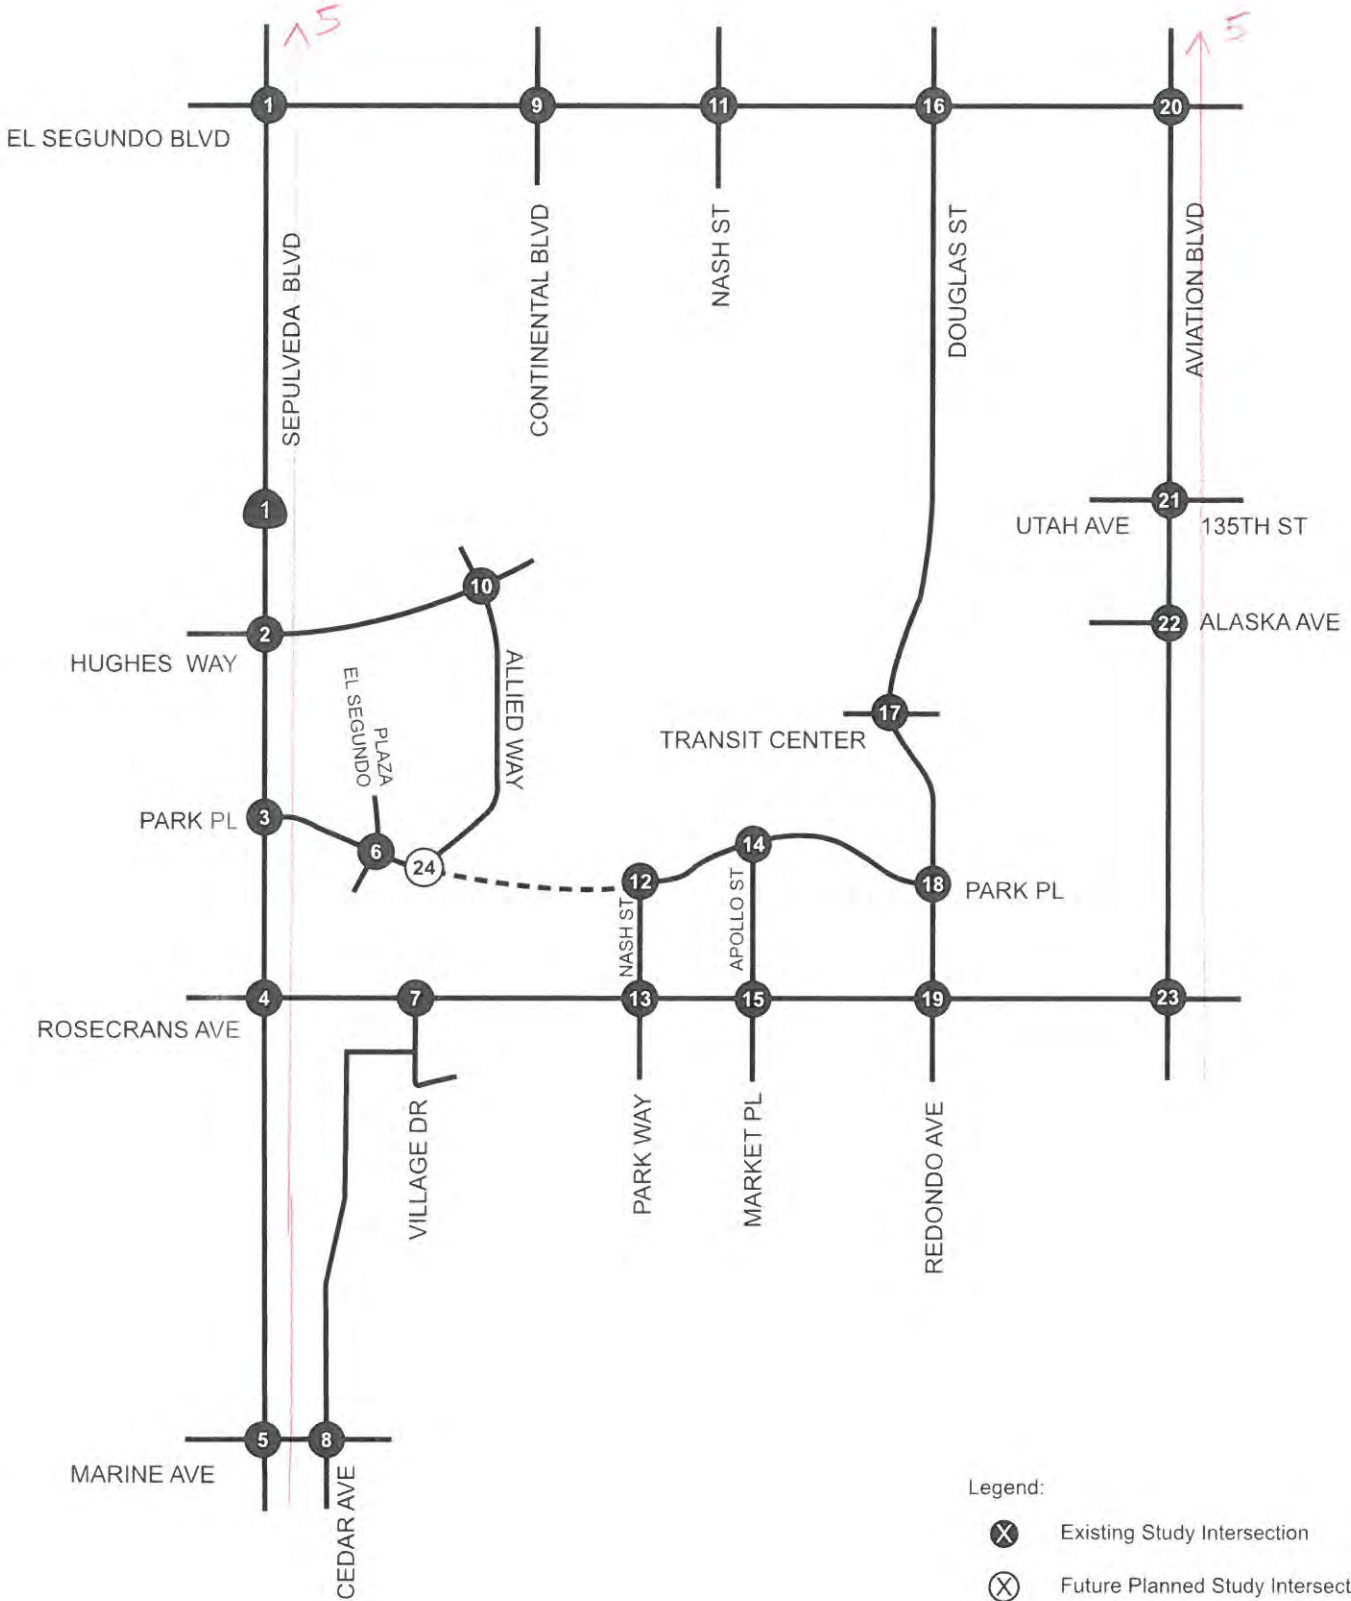 5
5
1
9
11
16
20
EL SEGUNDO BLVD
SEPULVEDA BLVD
CONTINENTAL BLVD
NASH ST
DOUGLAS ST
AVIATION BLVD
1
21
UTAH AVE
135TH ST
10
2
22
ALASKA AVE
HUGHES WAY
PLAZA
EL SEGUNDO
ALLIED WAY
17
TRANSIT CENTER
3
PARK PL
6
24
14
12
18
PARK PL
NASH ST
APOLLO ST
4
7
13
15
19
23
ROSECRANS AVE
VILLAGE DR
PARK WAY
MARKET PL
REDONDO AVE
5
8
MARINE AVE
CEDAR AVE
Legend:
X Existing Study Intersection
X Future Planned Study Intersect